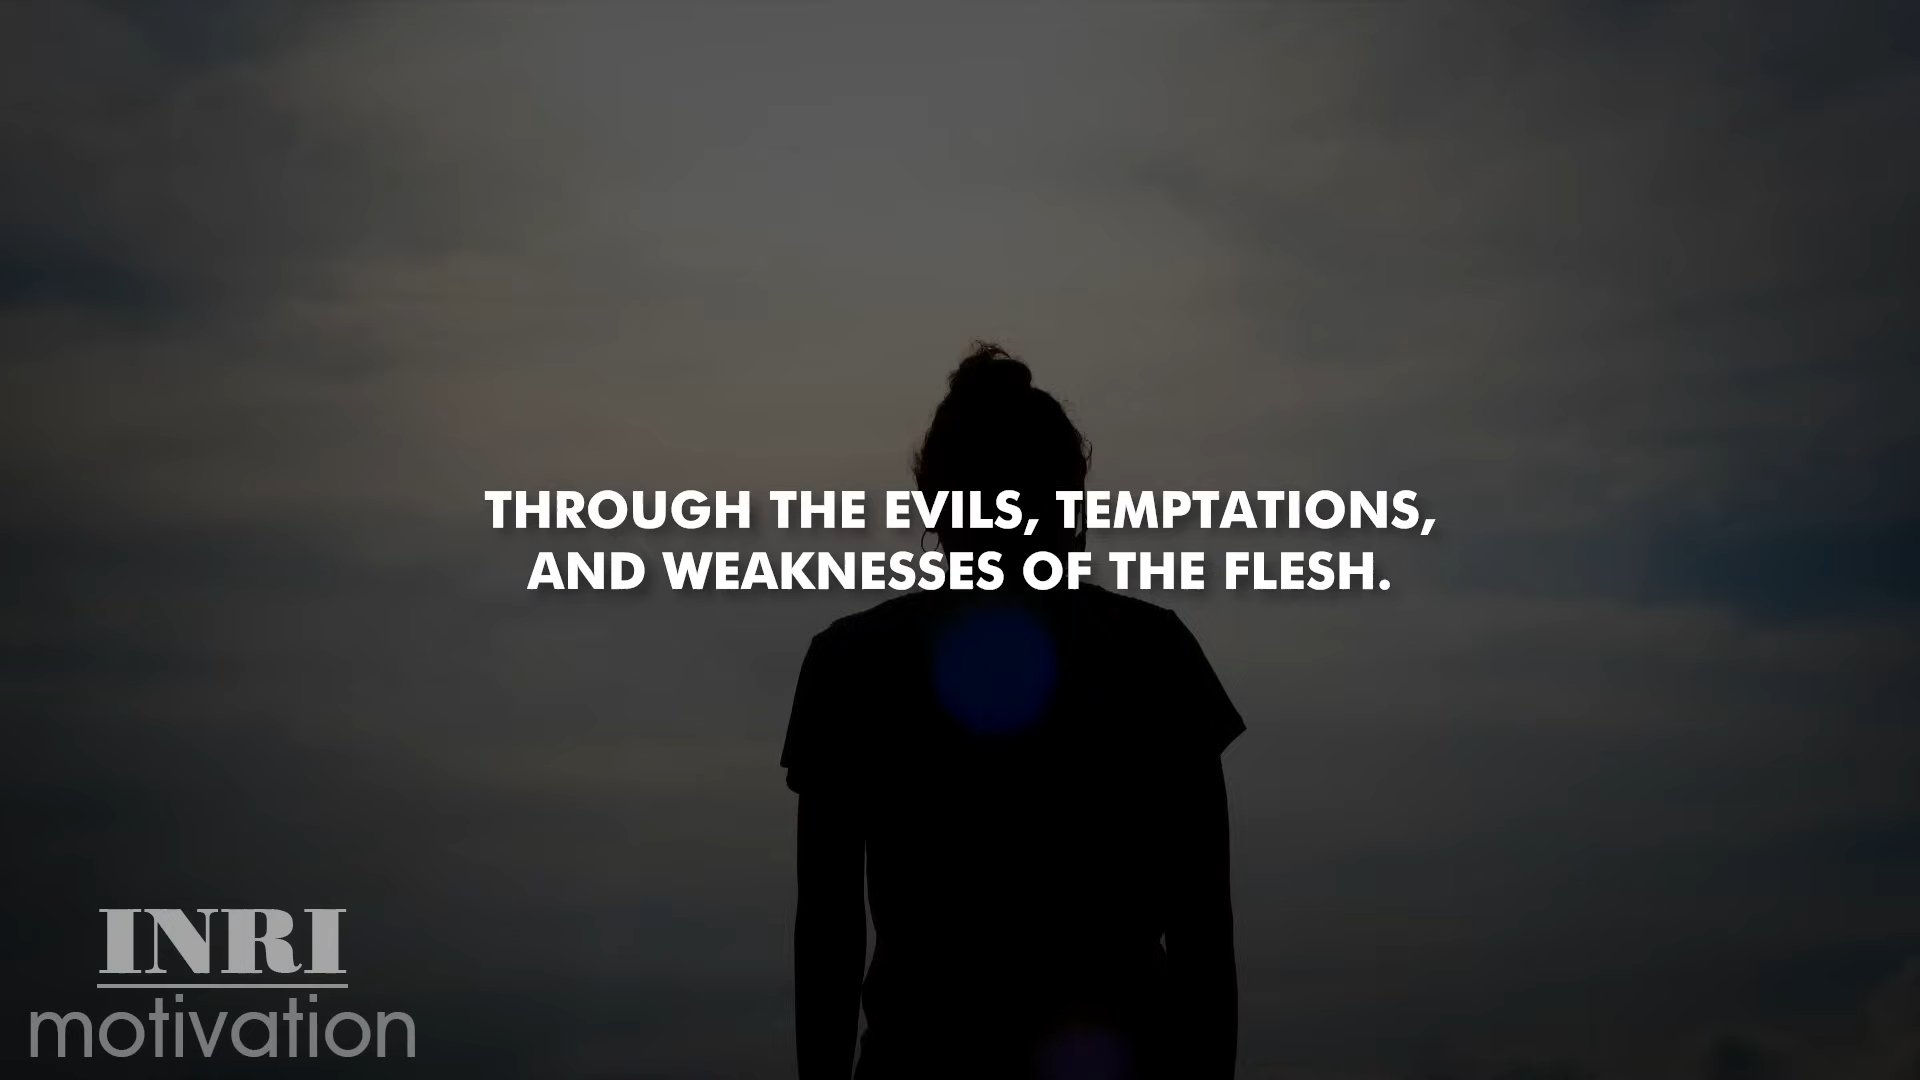 THROUGH THE EVILS, TEMPTATIONS,
AND WEAKNESSES OF THE FLESH.
INRI
motivation